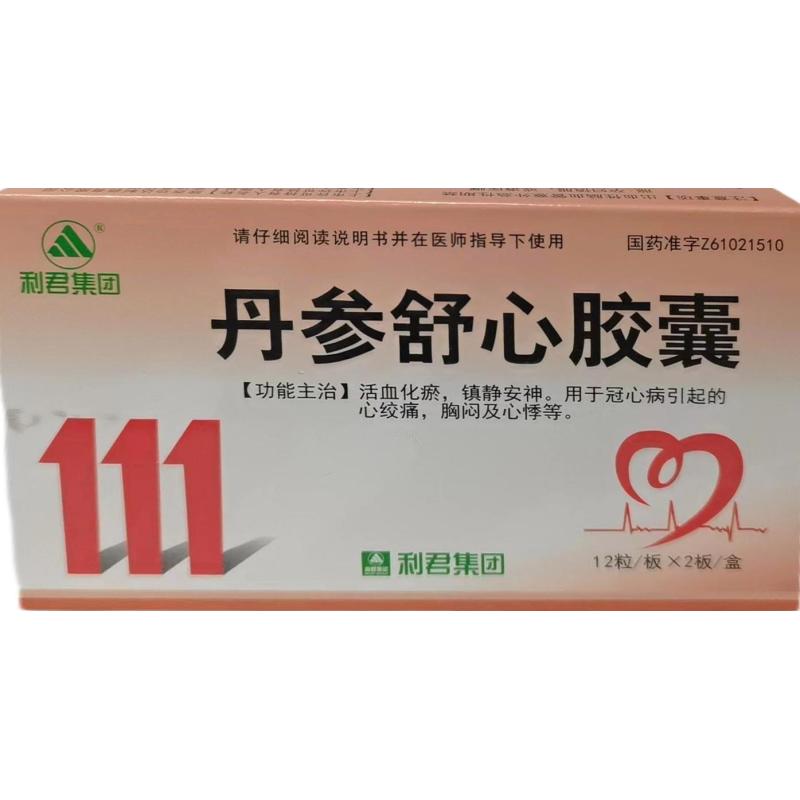 请仔细阅读说明书并在医师指导下使用
国药准字Z61021510
®
利君集团
丹参舒心胶囊
【功能主治】活血化瘀，镇静安神。用于冠心病引起的
心绞痛，胸闷及心悸等。
111
利君集团
12粒/板×2板/盒